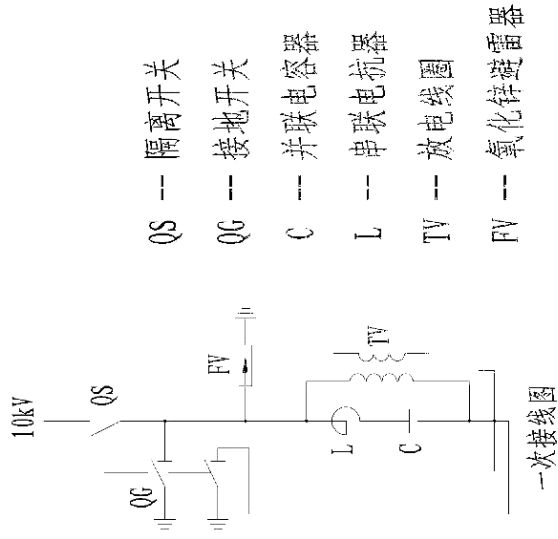 10kV
QS
QG
FV
TV
L
C
一次接线图
QS -- 隔离开关
QG -- 接地开关
C -- 并联电容器
L -- 串联电抗器
TV -- 放电线圈
FV -- 氧化锌避雷器